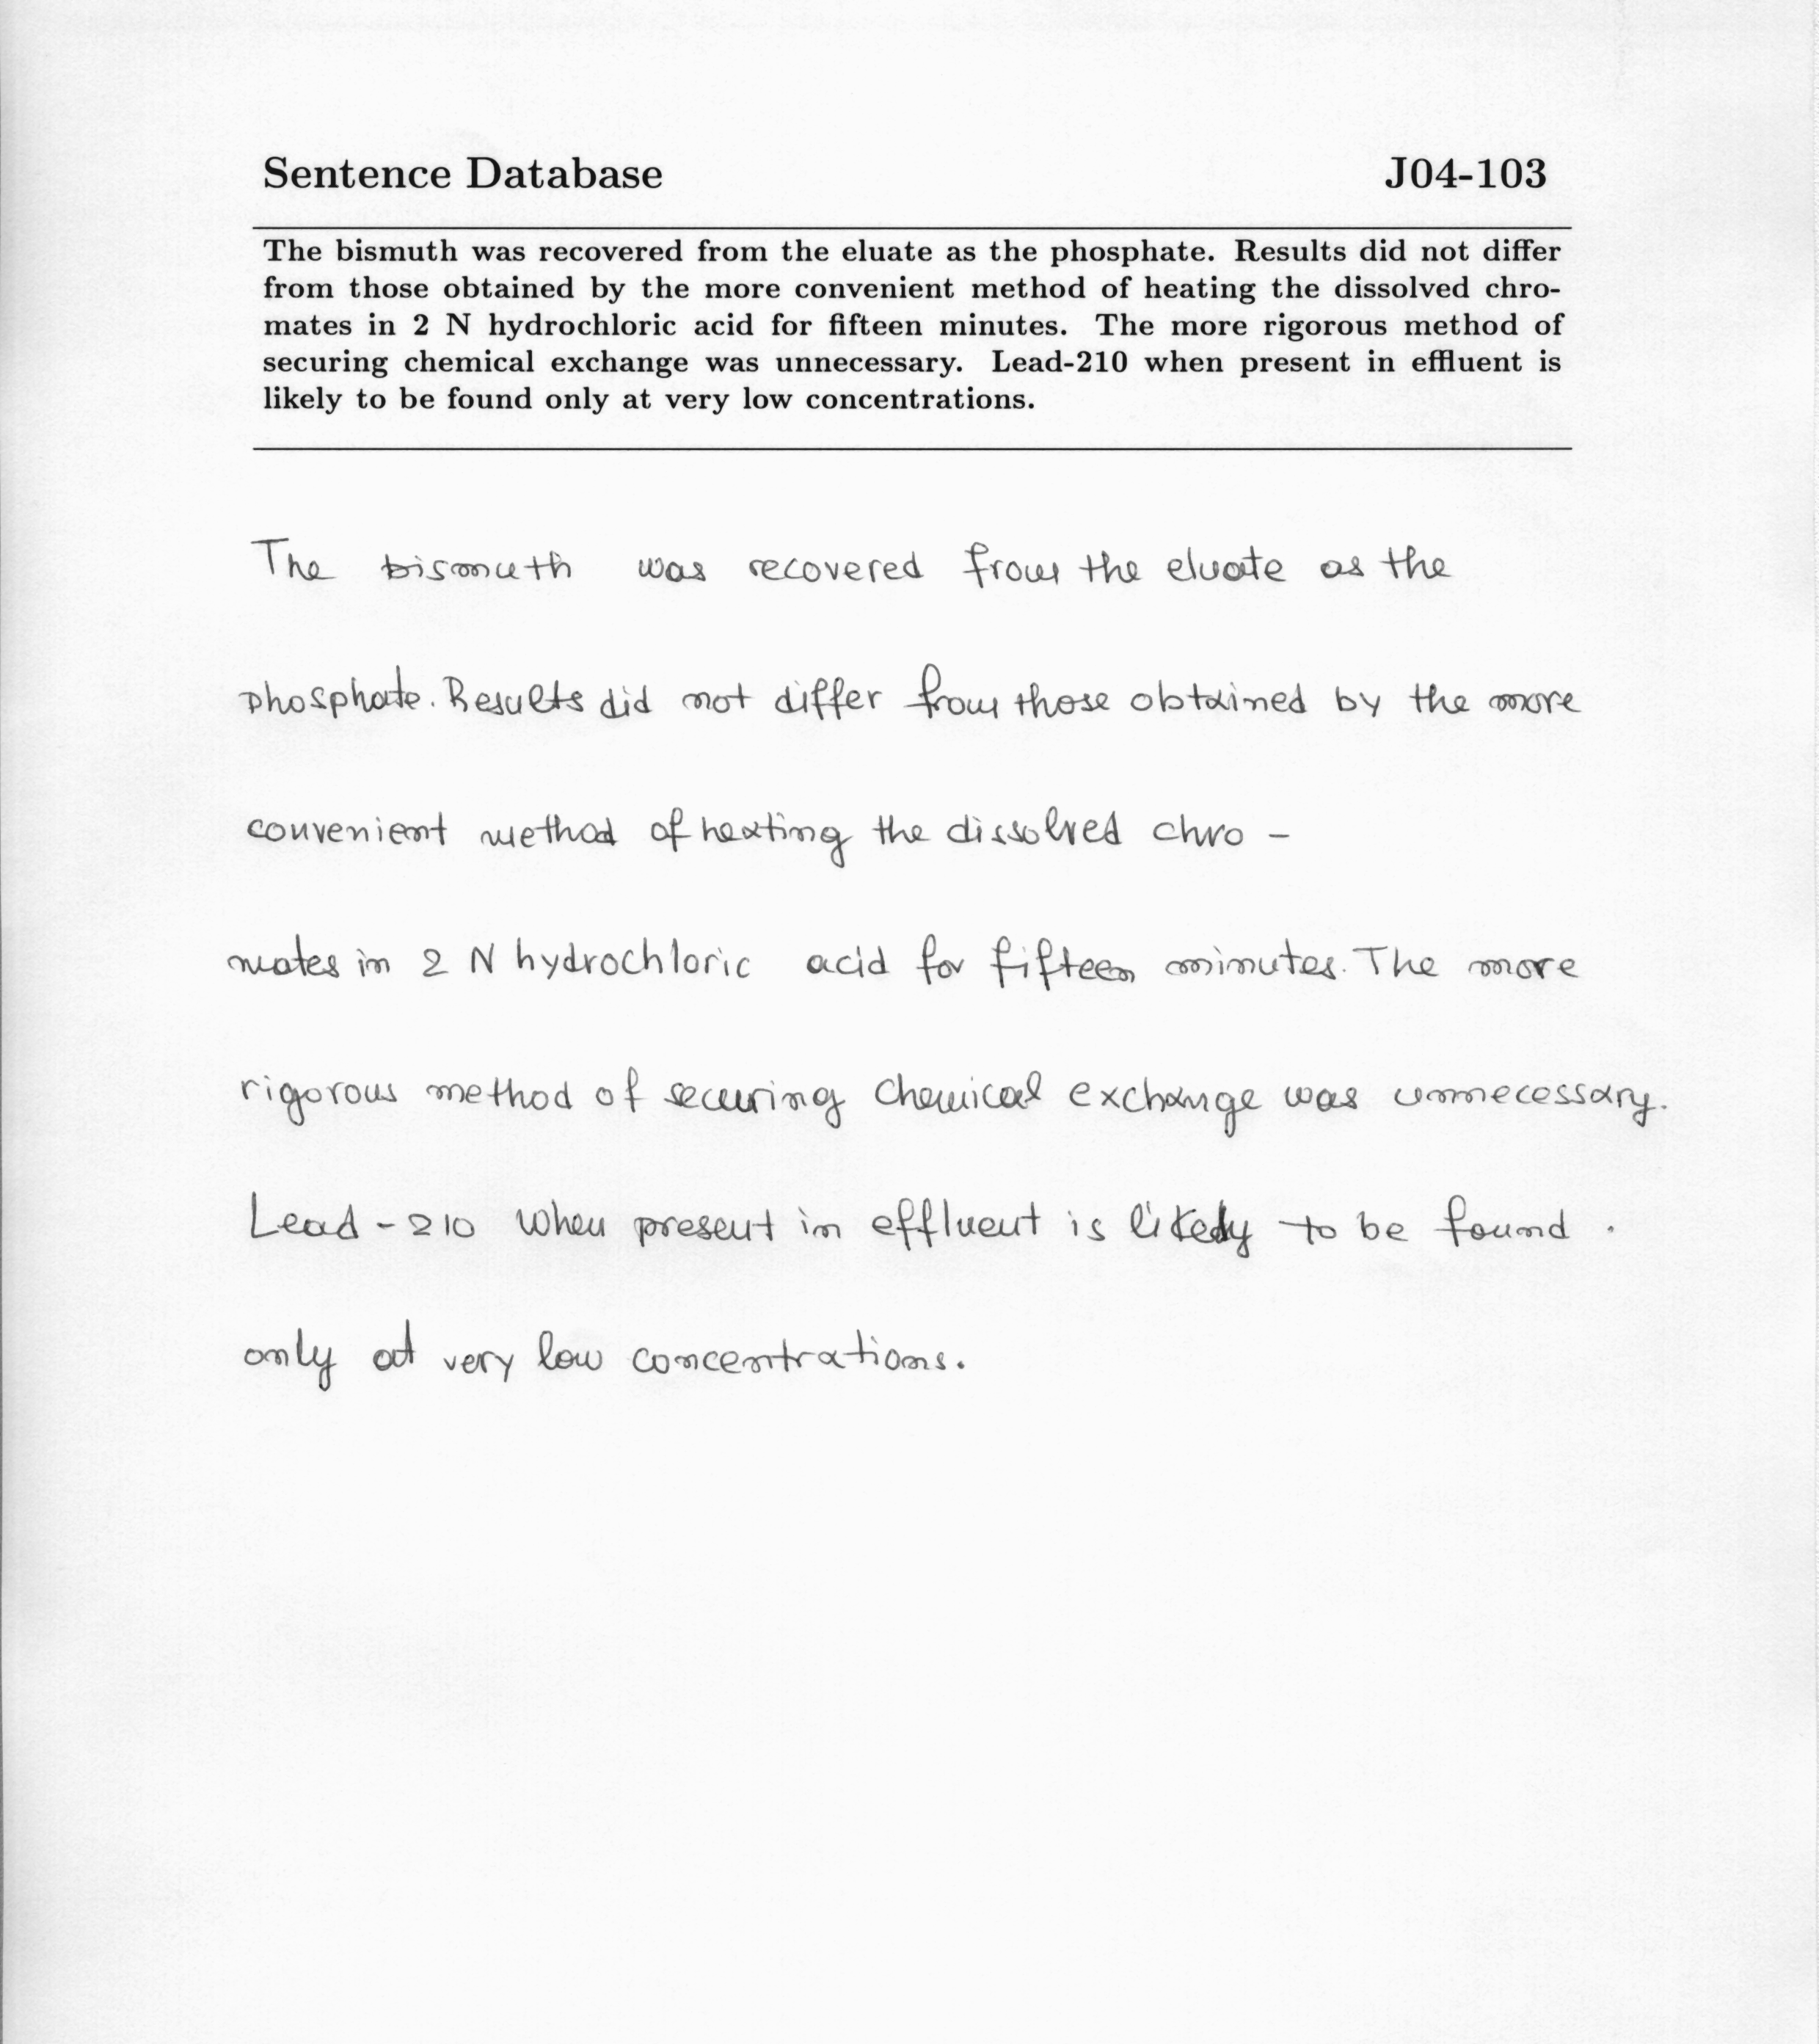 Sentence Database J04-103
The bismuth was recovered from the eluate as the phosphate. Results did not differ
from those obtained by the more convenient method of heating the dissolved chro-
mates in 2 N hydrochloric acid for fifteen minutes. The more rigorous method of
securing chemical exchange was unnecessary. Lead-210 when present in effluent is
likely to be found only at very low concentrations.
The bismuth was recovered from the eluate as the
phosphate. Results did not differ from those obtained by the more
convenient method of heating the dissolved chro -
mates in 2 N hydrochloric acid for fifteen minutes. The more
rigorous method of securing chemical exchange was unnecessary.
Lead - 210 when present in effluent is likely to be found .
only at very low concentrations.